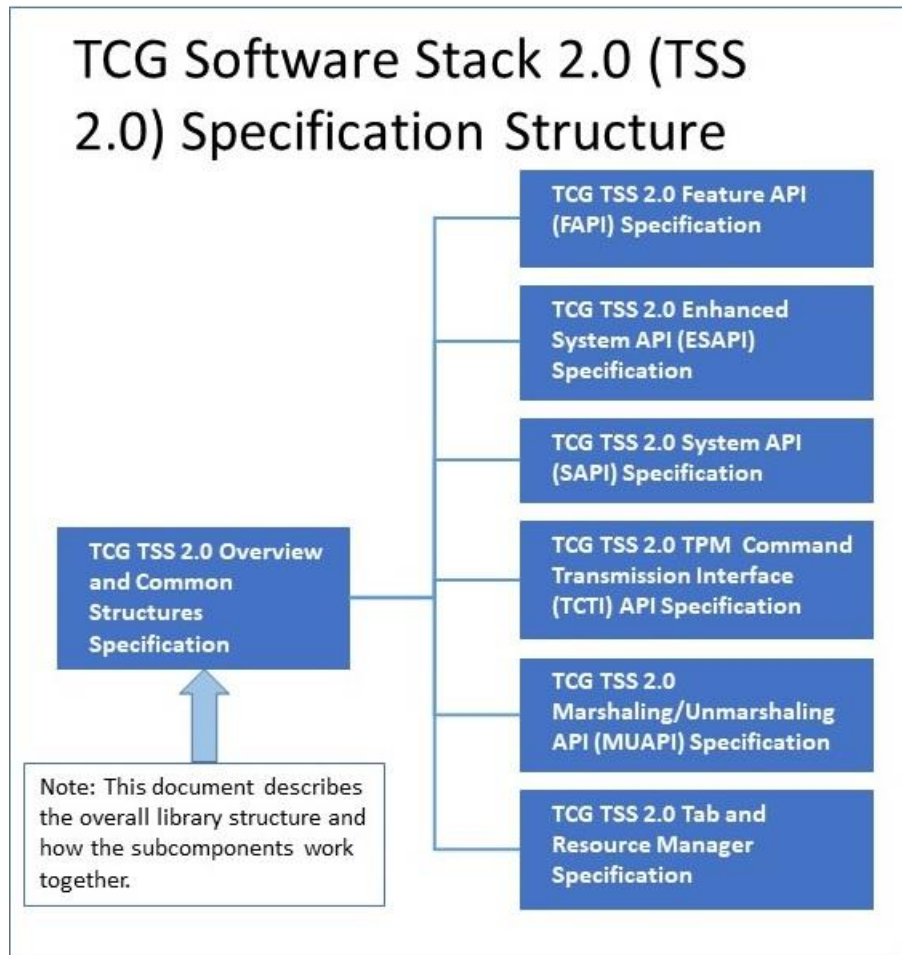 TCG Software Stack 2.0 (TSS
2.0) Specification Structure
TCG TSS 2.0 Feature API
(FAPI) Specification
TCG TSS 2.0 Enhanced
System API (ESAPI)
Specification
TCG TSS 2.0 System API
(SAPI) Specification
TCG TSS 2.0 Overview
and Common
Structures
Specification
TCG TSS 2.0 TPM Command
Transmission Interface
(TCTI) API Specification
TCG TSS 2.0
Marshaling/Unmarshaling
API (MUAPI) Specification
Note: This document describes
the overall library structure and
how the subcomponents work
together.
TCG TSS 2.0 Tab and
Resource Manager
Specification